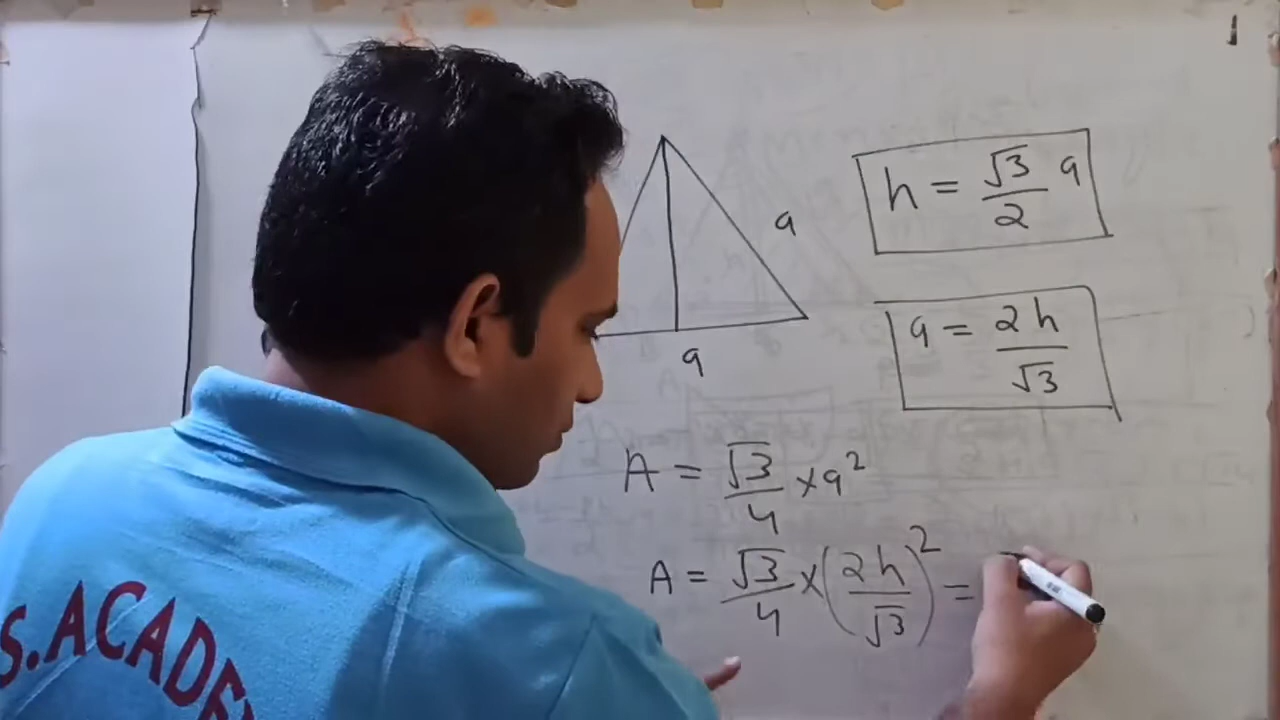 a
a
h = √3/2 a
a = 2h/√3
A = √3/4 × a²
A = √3/4 × (2h/√3)² =
S. ACADE